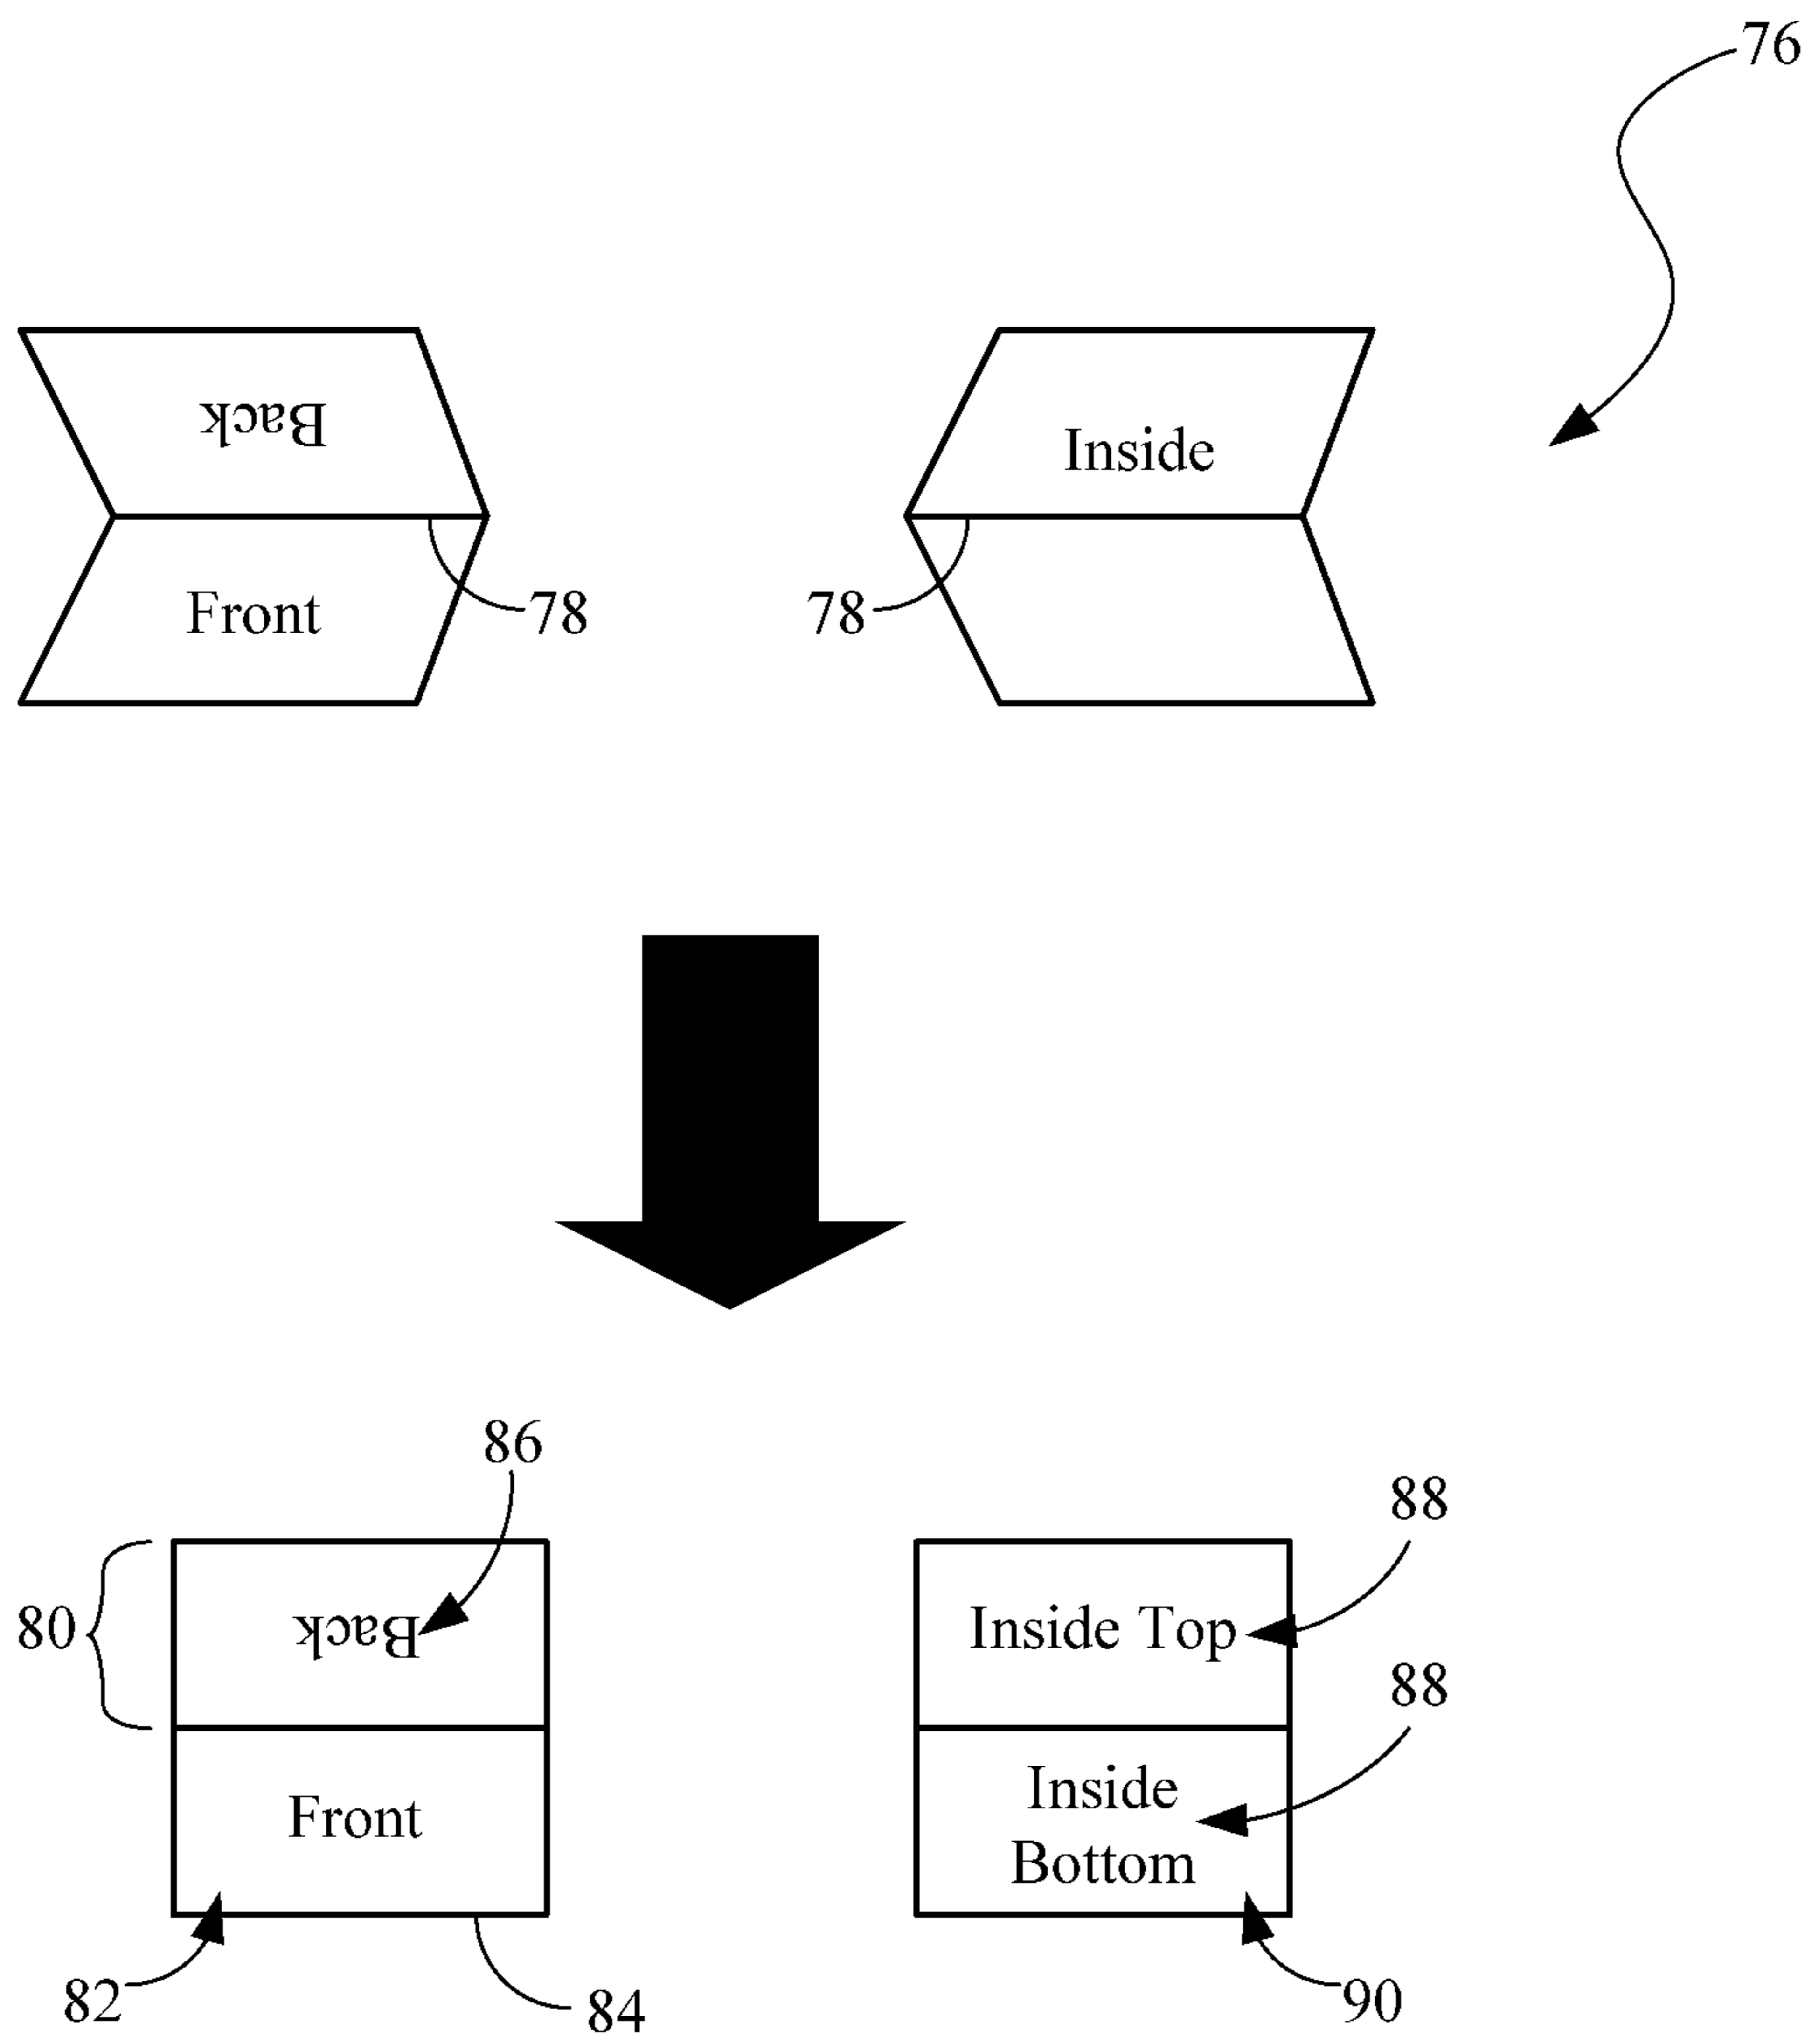 76
Back
Inside
Front
78
78
86
88
80
Back
Inside Top
88
Front
Inside
Bottom
82
84
90